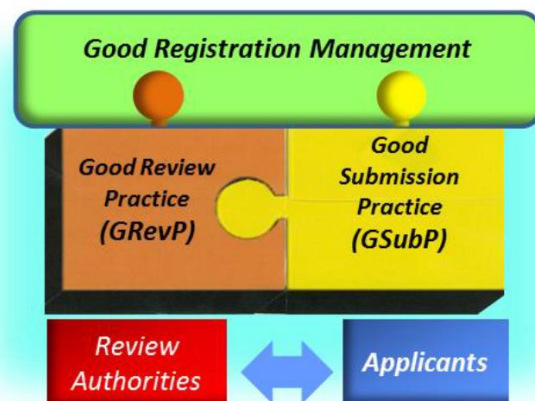 Good Registration Management
Good Review
Practice
(GRevP)
Good
Submission
Practice
(GSubP)
Review
Authorities
Applicants